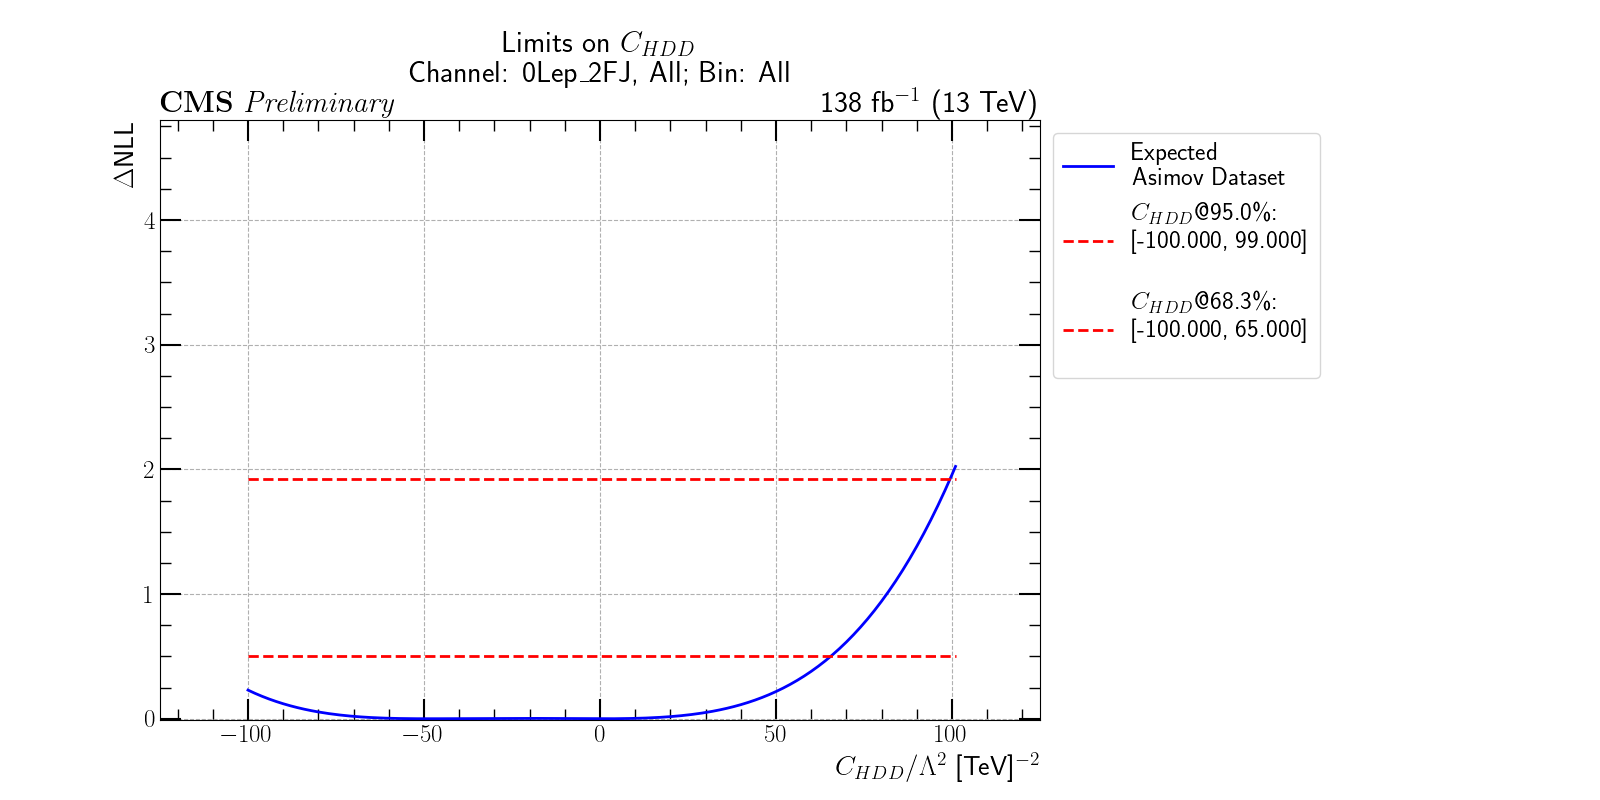 Limits on C_{HDD}
Channel: 0Lep_2FJ, All; Bin: All
CMS Preliminary
138 fb^{-1} (13 TeV)
ΔNLL
4
3
2
1
0
−100
−50
0
50
100
C_{HDD}/Λ^2 [TeV]^{−2}
Expected
Asimov Dataset
C_{HDD}@95.0%:
[-100.000, 99.000]
C_{HDD}@68.3%:
[-100.000, 65.000]